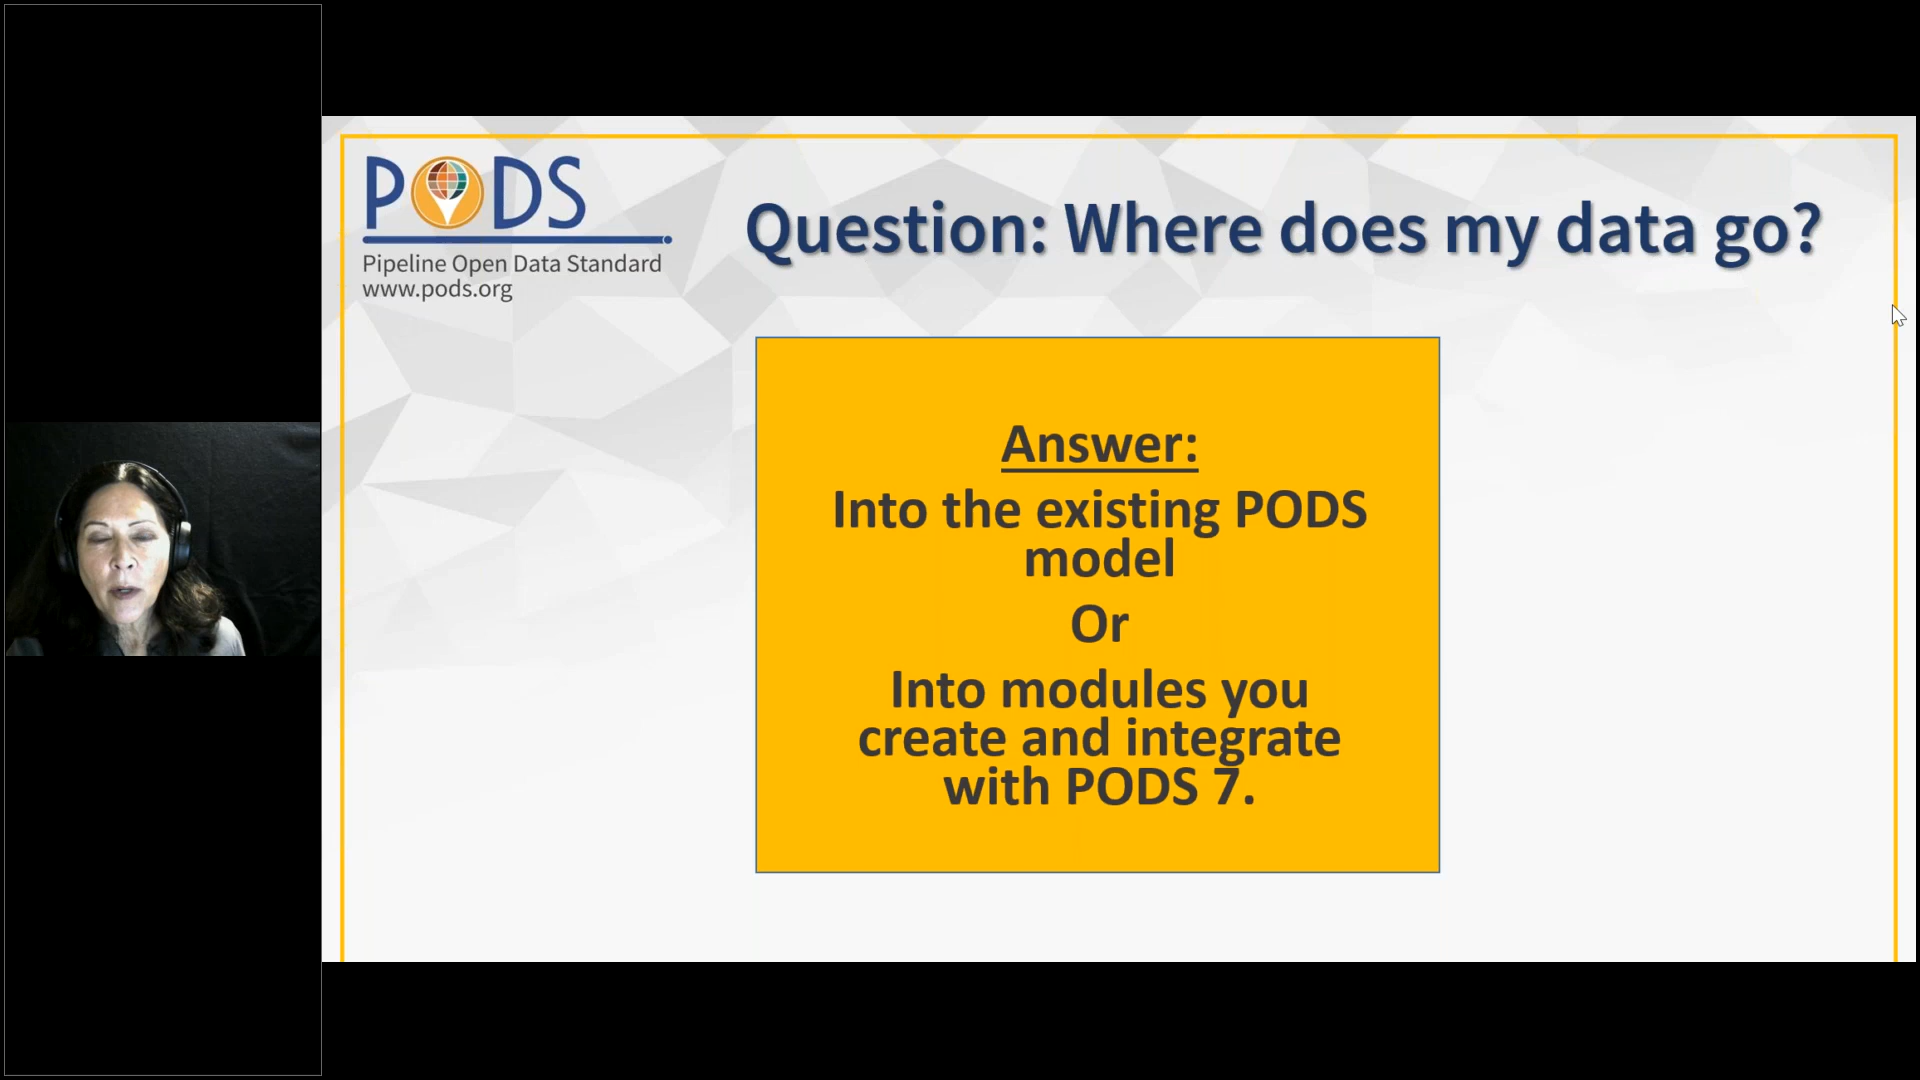 PODS
Pipeline Open Data Standard
www.pods.org
Question: Where does my data go?
Answer:
Into the existing PODS
model
Or
Into modules you
create and integrate
with PODS 7.